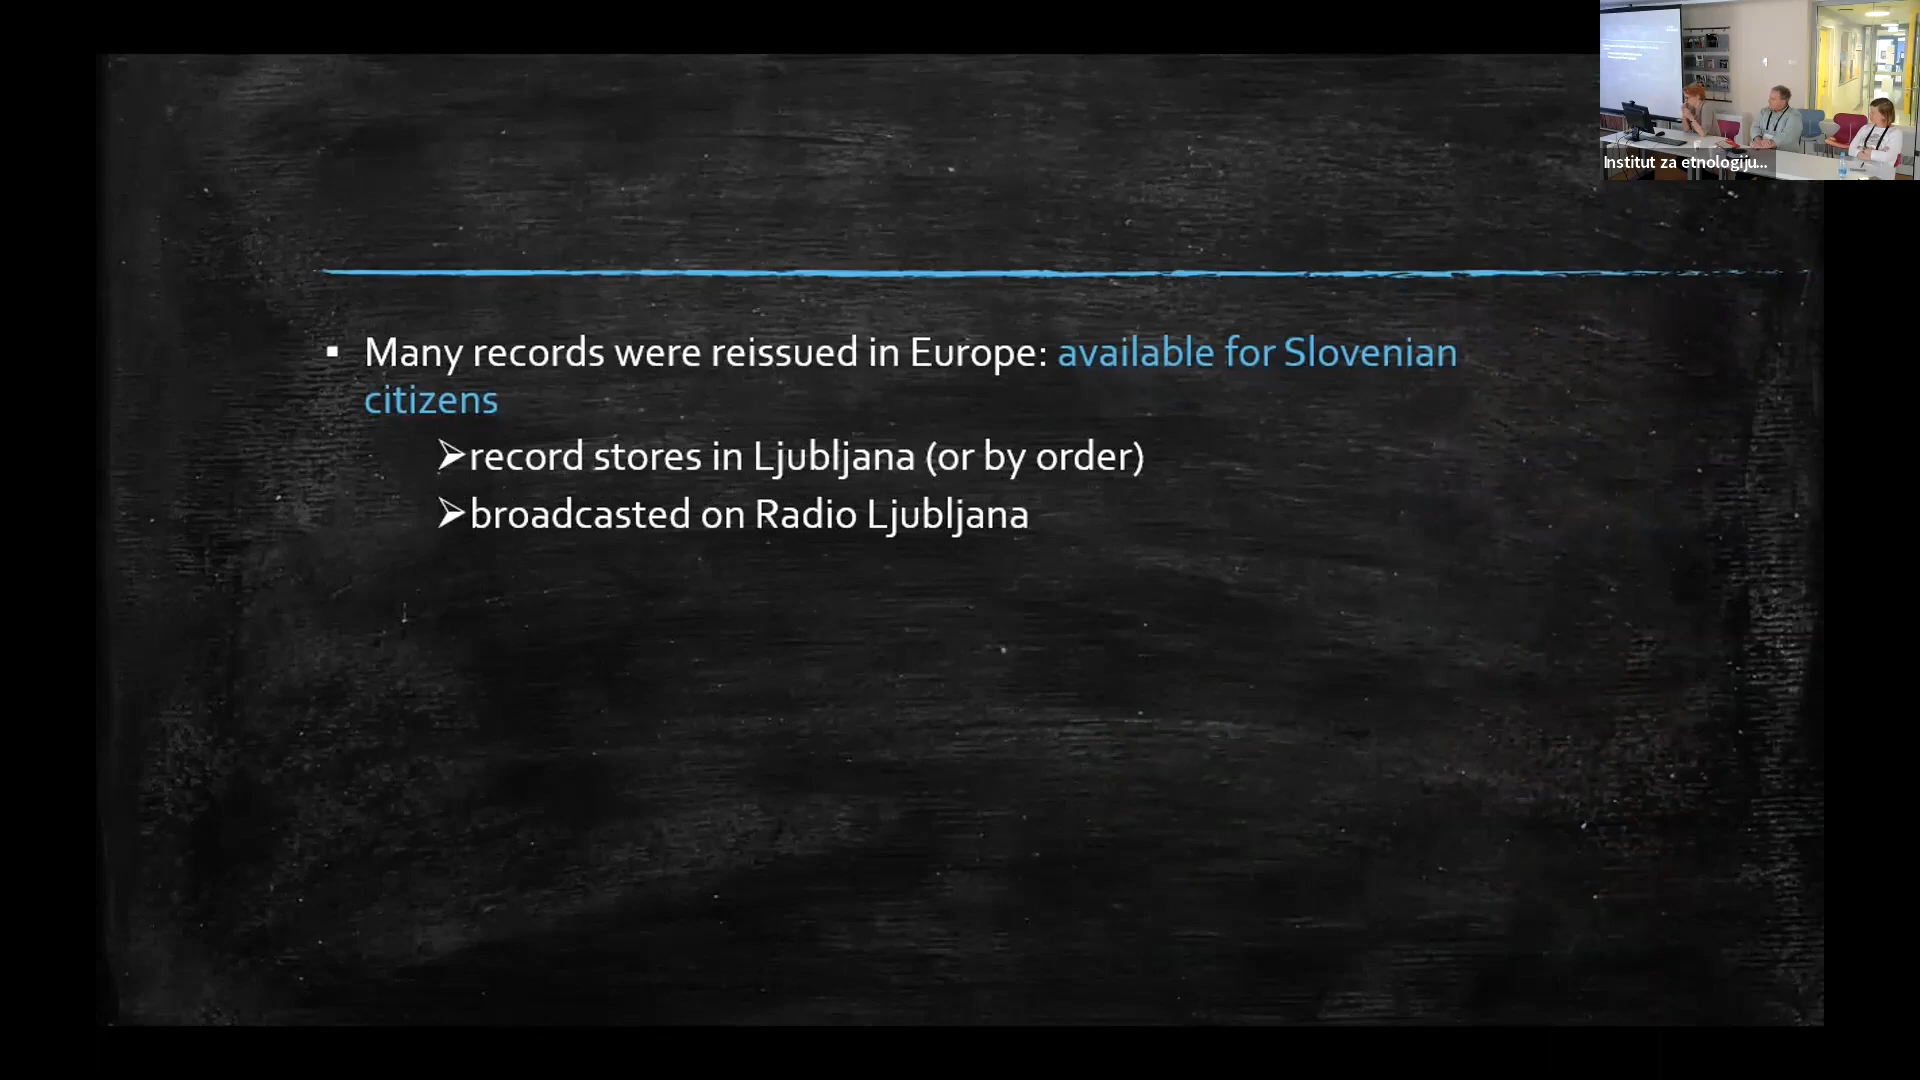 Institut za etnologiju...
▪ Many records were reissued in Europe: available for Slovenian
citizens
➢record stores in Ljubljana (or by order)
➢broadcasted on Radio Ljubljana